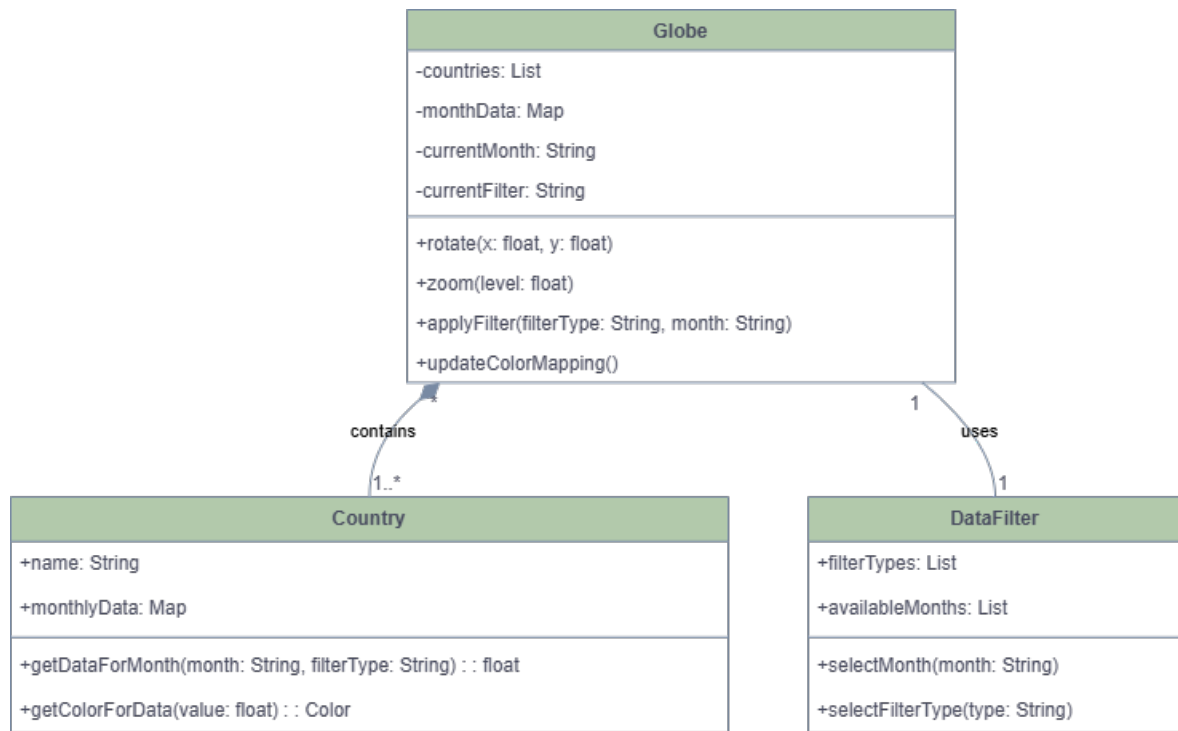 Globe
-countries: List
-monthData: Map
-currentMonth: String
-currentFilter: String
+rotate(x: float, y: float)
+zoom(level: float)
+applyFilter(filterType: String, month: String)
+updateColorMapping()
*
1
contains
uses
1..*
1
Country
+name: String
+monthlyData: Map
+getDataForMonth(month: String, filterType: String) : : float
+getColorForData(value: float) : : Color
DataFilter
+filterTypes: List
+availableMonths: List
+selectMonth(month: String)
+selectFilterType(type: String)